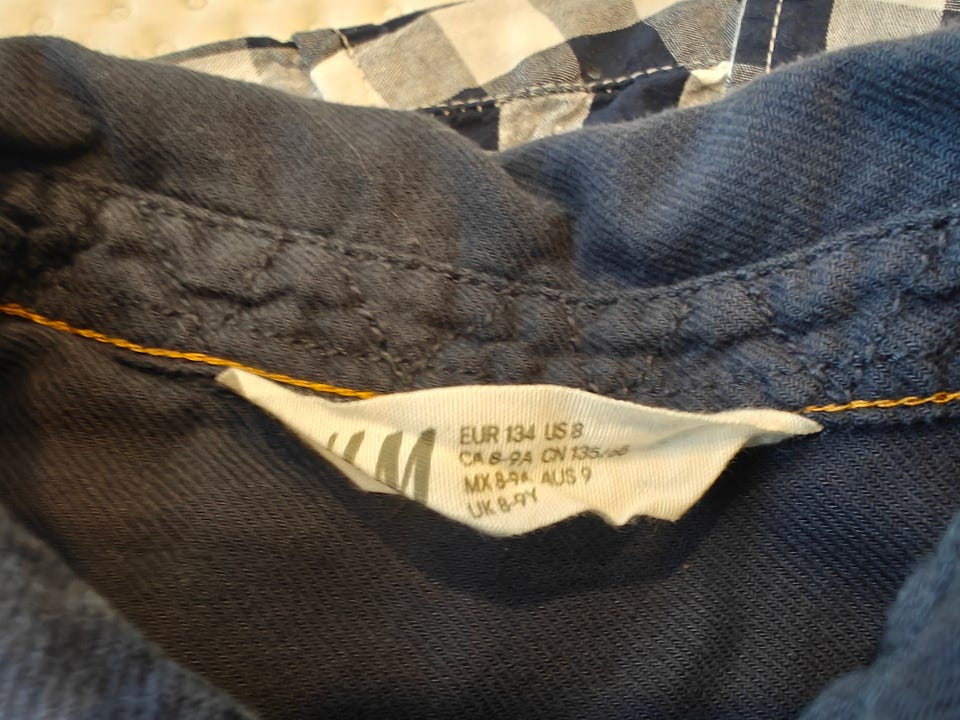 EUR 134 US 8
CA 8-9A CN 135
MX 8-9A AUS 9
UK 8-9Y